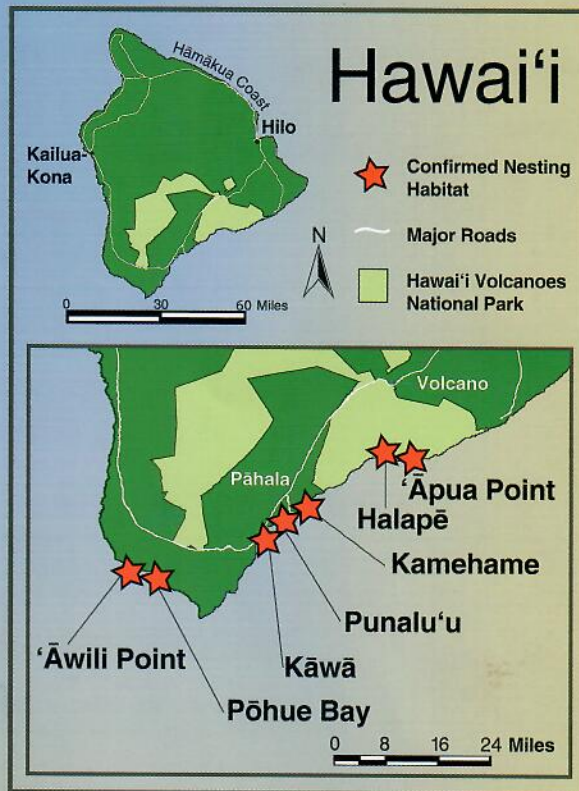 Hawai‘i
Hāmākua Coast
Hilo
Kailua-
Kona
Confirmed Nesting
Habitat
N
Major Roads
Hawai‘i Volcanoes
National Park
0 30 60 Miles
Volcano
Pāhala
‘Āpua Point
Halapē
Kamehame
Punalu‘u
‘Āwili Point
Kāwā
Pōhue Bay
0 8 16 24 Miles